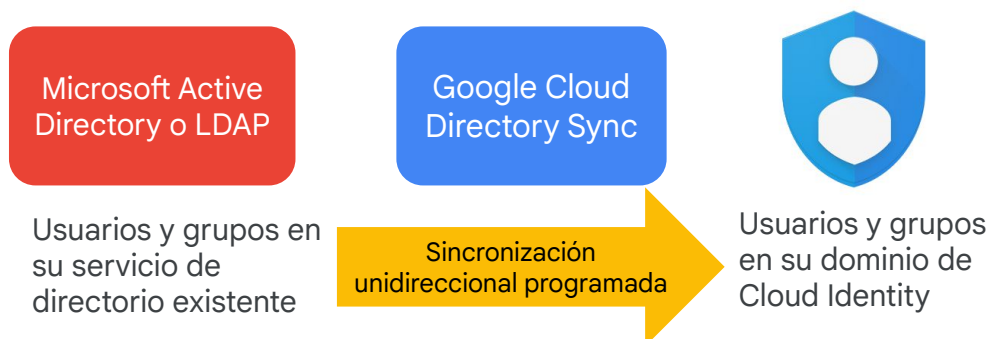 Microsoft Active
Directory o LDAP
Google Cloud
Directory Sync
Usuarios y grupos en
su servicio de
directorio existente
Sincronización
unidireccional programada
Usuarios y grupos
en su dominio de
Cloud Identity